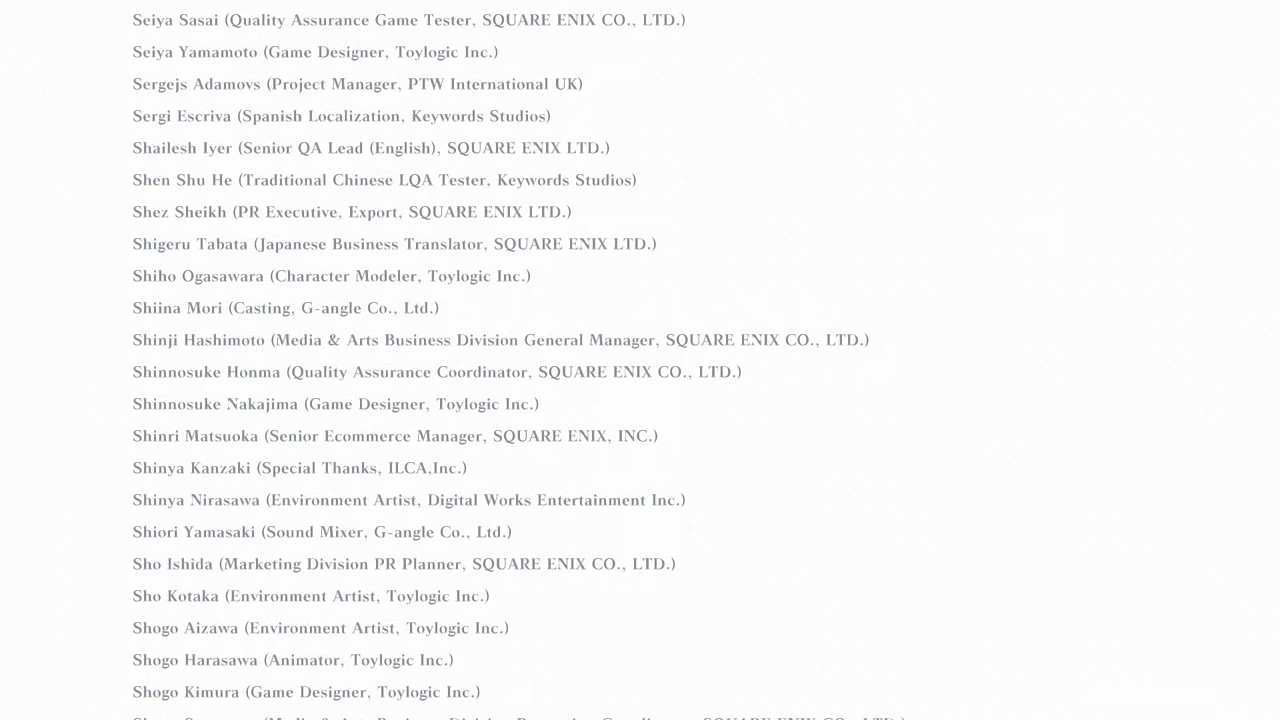 Seiya Sasai (Quality Assurance Game Tester, SQUARE ENIX CO., LTD.)
Seiya Yamamoto (Game Designer, Toylogic Inc.)
Sergejs Adamovs (Project Manager, PTW International UK)
Sergi Escriva (Spanish Localization, Keywords Studios)
Shailesh Iyer (Senior QA Lead (English), SQUARE ENIX LTD.)
Shen Shu He (Traditional Chinese LQA Tester, Keywords Studios)
Shez Sheikh (PR Executive, Export, SQUARE ENIX LTD.)
Shigeru Tabata (Japanese Business Translator, SQUARE ENIX LTD.)
Shiho Ogasawara (Character Modeler, Toylogic Inc.)
Shiina Mori (Casting, G-angle Co., Ltd.)
Shinji Hashimoto (Media & Arts Business Division General Manager, SQUARE ENIX CO., LTD.)
Shinnosuke Honma (Quality Assurance Coordinator, SQUARE ENIX CO., LTD.)
Shinnosuke Nakajima (Game Designer, Toylogic Inc.)
Shinri Matsuoka (Senior Ecommerce Manager, SQUARE ENIX, INC.)
Shinya Kanzaki (Special Thanks, ILCA,Inc.)
Shinya Nirasawa (Environment Artist, Digital Works Entertainment Inc.)
Shiori Yamasaki (Sound Mixer, G-angle Co., Ltd.)
Sho Ishida (Marketing Division PR Planner, SQUARE ENIX CO., LTD.)
Sho Kotaka (Environment Artist, Toylogic Inc.)
Shogo Aizawa (Environment Artist, Toylogic Inc.)
Shogo Harasawa (Animator, Toylogic Inc.)
Shogo Kimura (Game Designer, Toylogic Inc.)